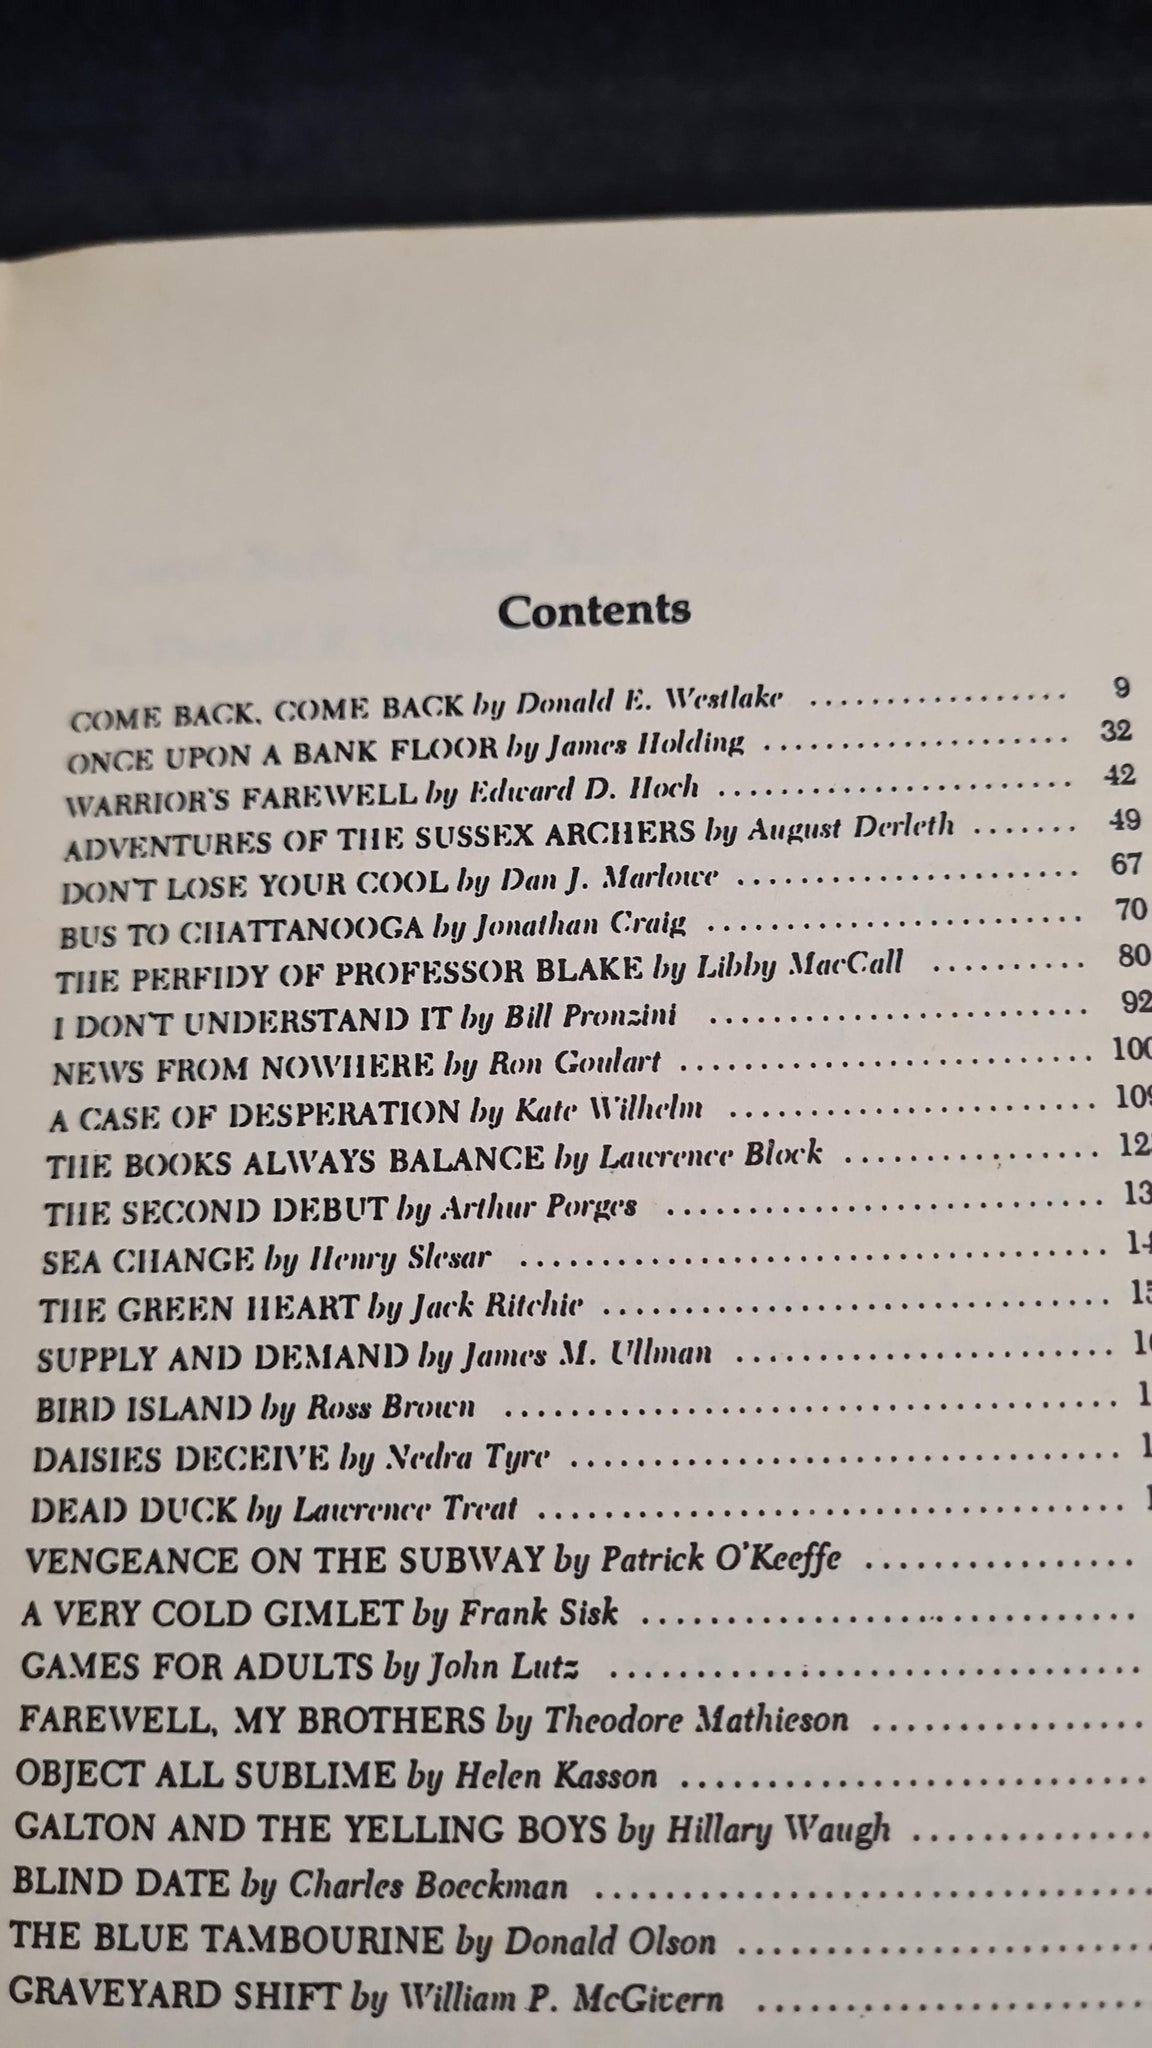 Contents
COME BACK, COME BACK by Donald E. Westlake .................. 9
ONCE UPON A BANK FLOOR by James Holding ..................... 32
WARRIOR'S FAREWELL by Edward D. Hoch ........................ 42
ADVENTURES OF THE SUSSEX ARCHERS by August Derleth ....... 49
DON'T LOSE YOUR COOL by Dan J. Marlowe ....................... 67
BUS TO CHATTANOOGA by Jonathan Craig ......................... 70
THE PERFIDY OF PROFESSOR BLAKE by Libby MacCall .......... 80
I DON'T UNDERSTAND IT by Bill Pronzini ......................... 92
NEWS FROM NOWHERE by Ron Goulart ............................ 100
A CASE OF DESPERATION by Kate Wilhelm ......................... 109
THE BOOKS ALWAYS BALANCE by Lawrence Block .................
THE SECOND DEBUT by Arthur Porges .............................
SEA CHANGE by Henry Slesar .......................................
THE GREEN HEART by Jack Ritchie ..................................
SUPPLY AND DEMAND by James M. Ullman .........................
BIRD ISLAND by Ross Brown .........................................
DAISIES DECEIVE by Nedra Tyre ....................................
DEAD DUCK by Lawrence Treat .......................................
VENGEANCE ON THE SUBWAY by Patrick O'Keeffe ................
A VERY COLD GIMLET by Frank Sisk .................................
GAMES FOR ADULTS by John Lutz ...................................
FAREWELL, MY BROTHERS by Theodore Mathieson ................
OBJECT ALL SUBLIME by Helen Kasson .............................
GALTON AND THE YELLING BOYS by Hillary Waugh ..............
BLIND DATE by Charles Boeckman ...................................
THE BLUE TAMBOURINE by Donald Olson ..........................
GRAVEYARD SHIFT by William P. McGivern ........................